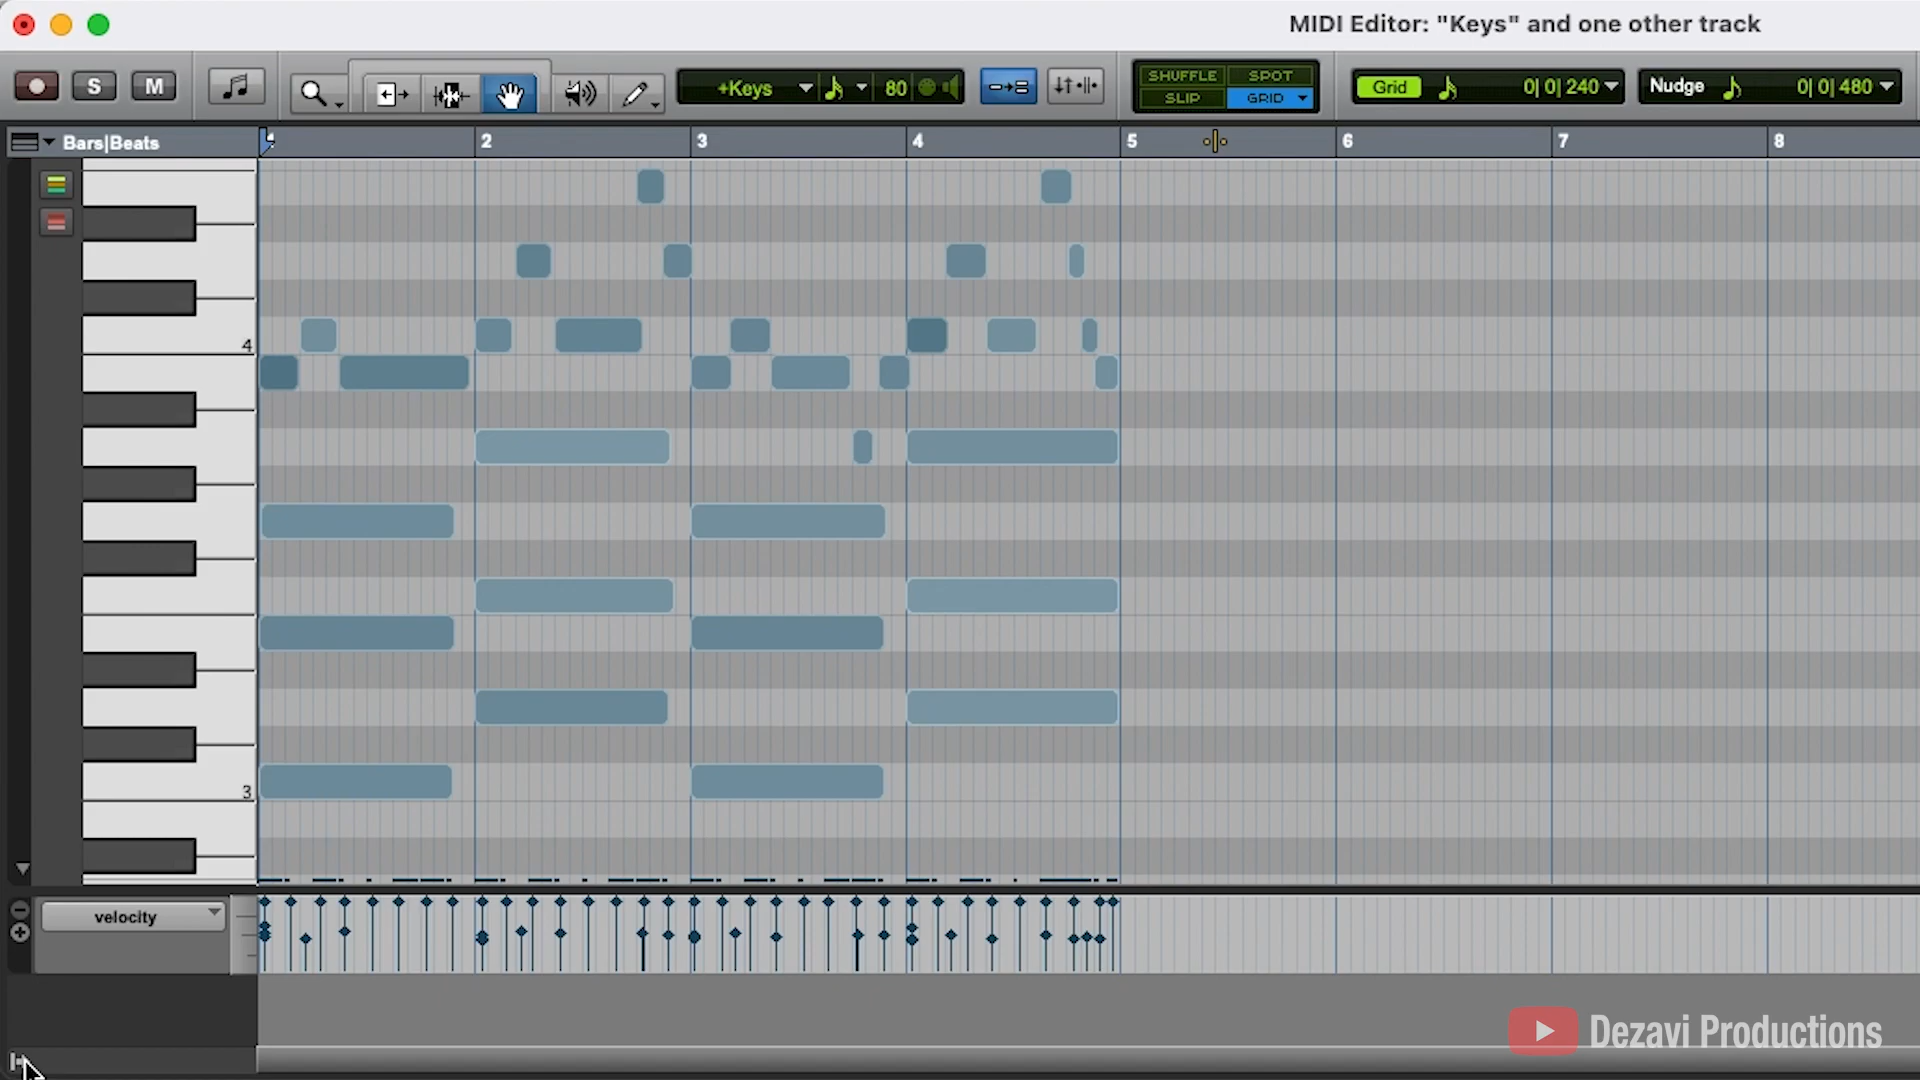 MIDI Editor: "Keys" and one other track
S M +Keys 80 SHUFFLE SPOT SLIP GRID Grid 0| 0| 240 Nudge 0| 0| 480
Bars|Beats 2 3 4 5 6 7 8
4
3
velocity
Dezavi Productions